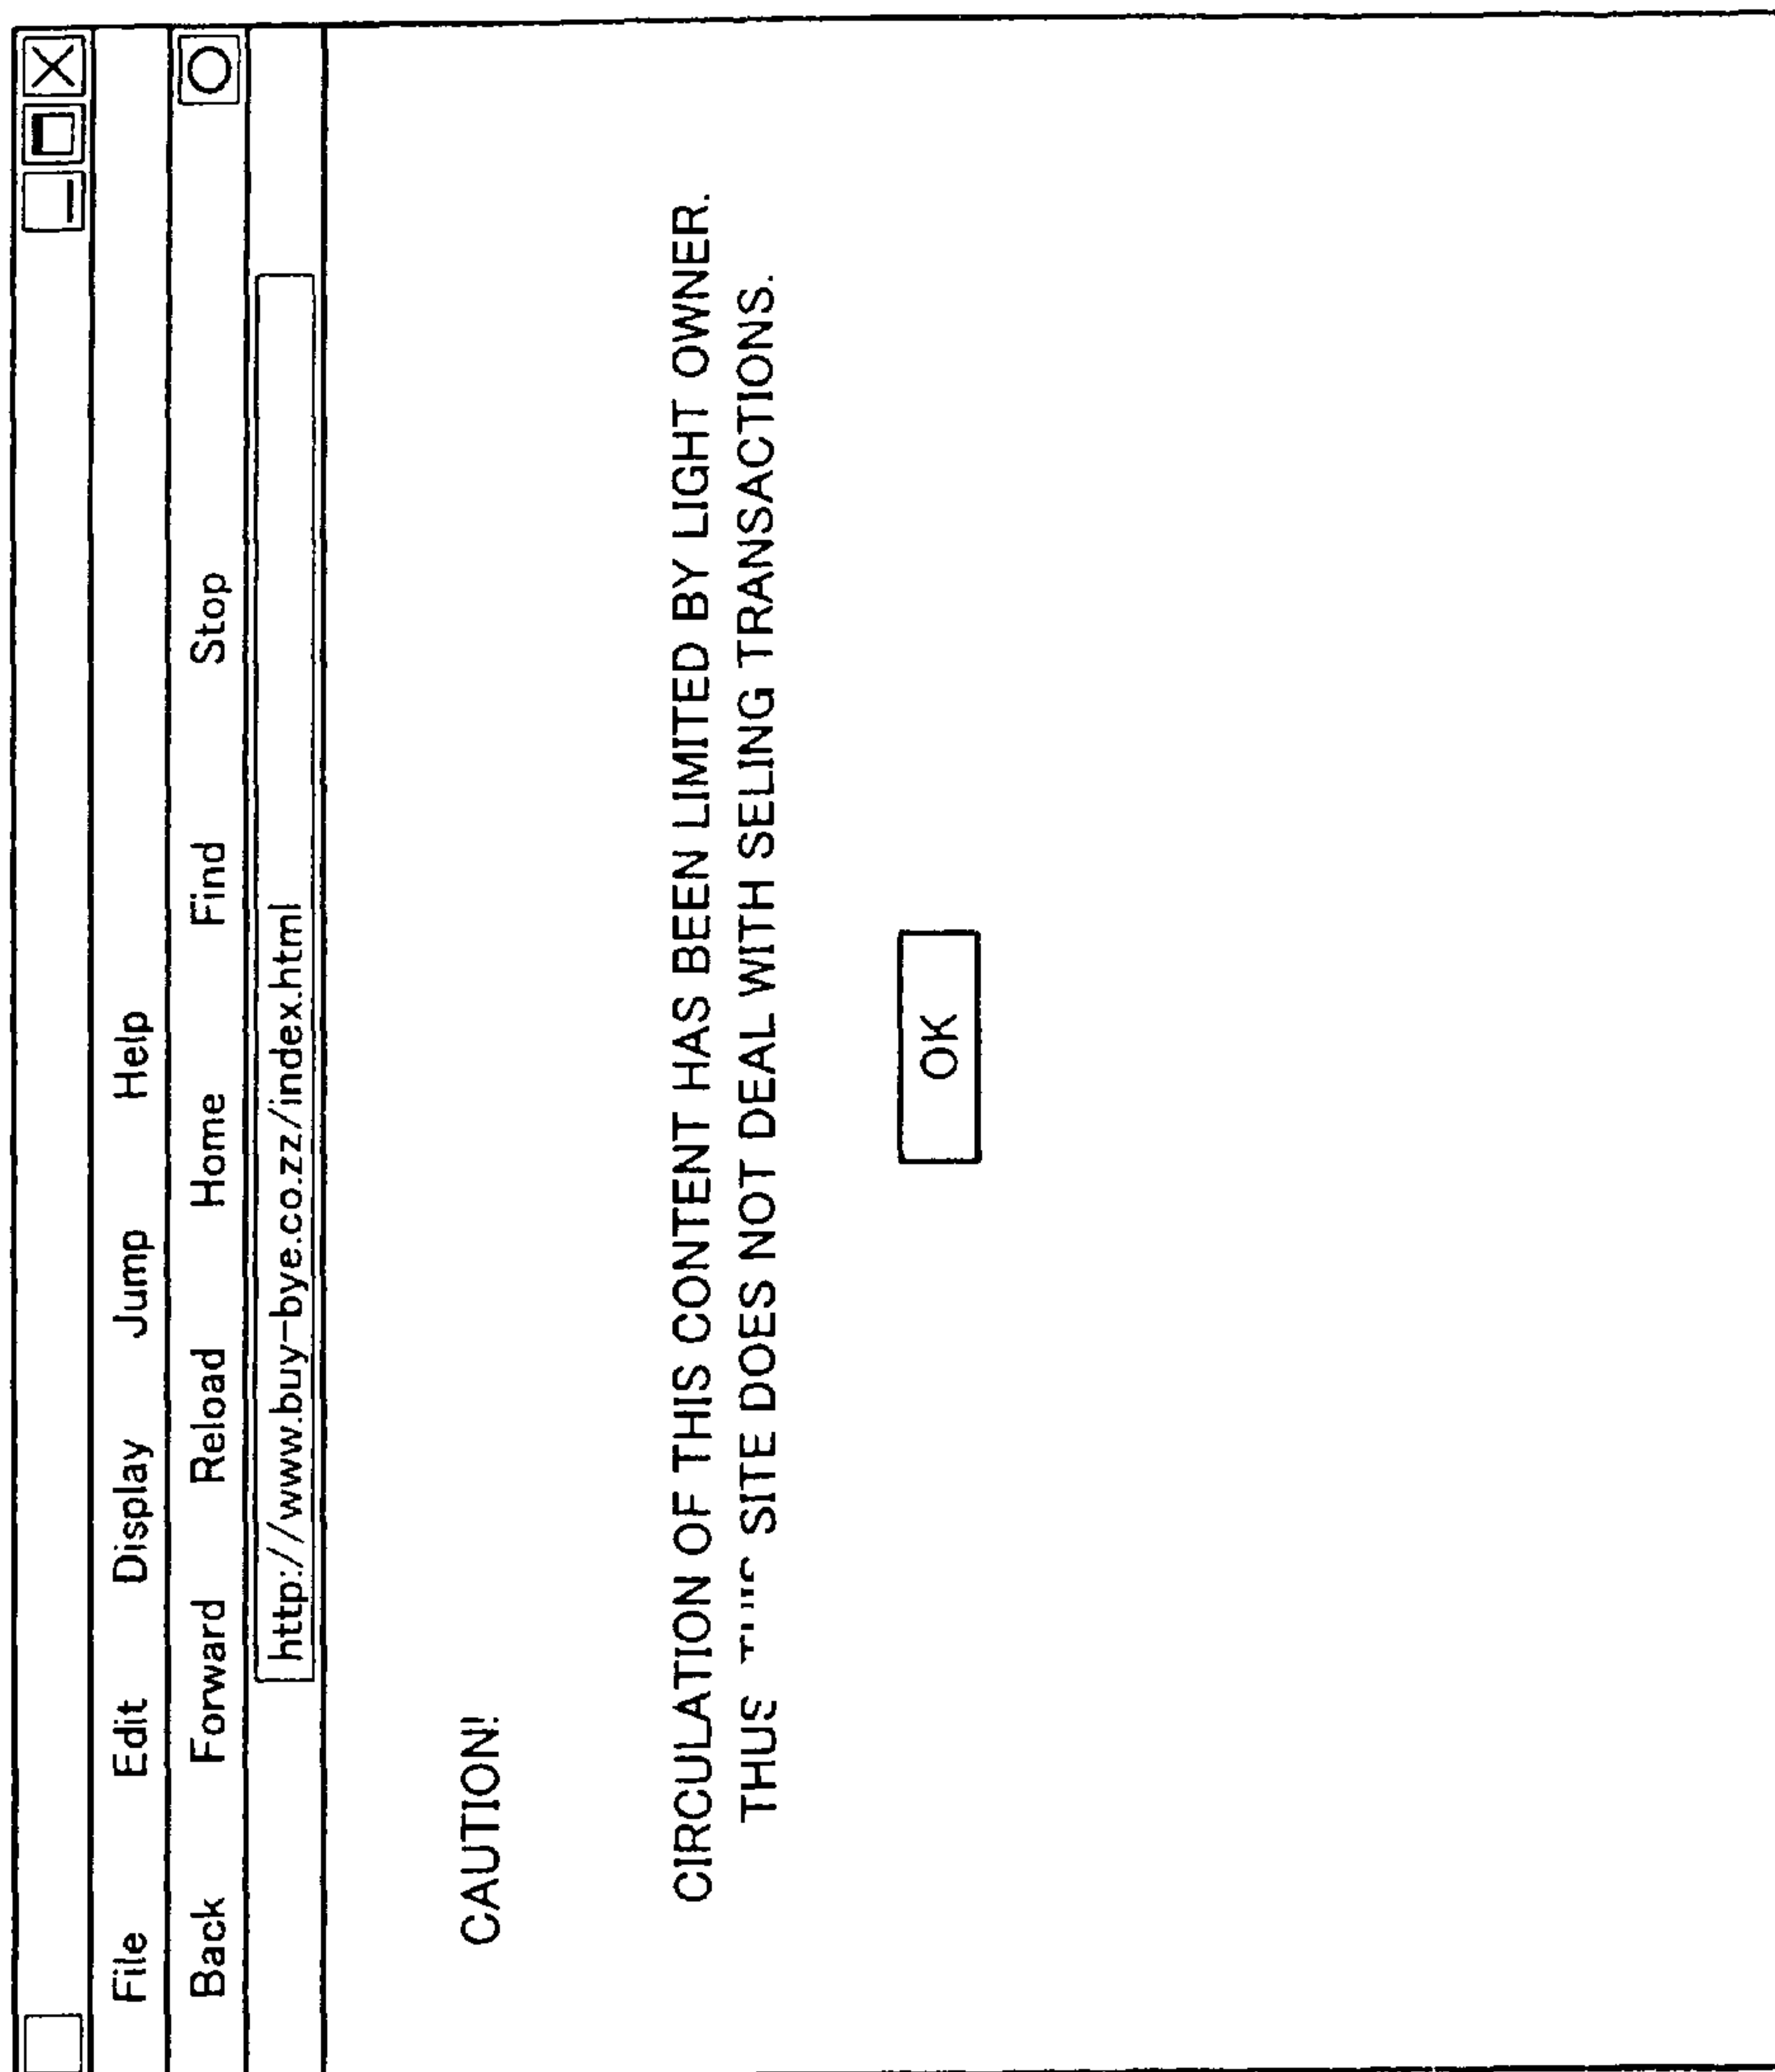 File Edit Display Jump Help
Back Forward Reload Home Find Stop
http://www.buy-bye.co.zz/index.html
CAUTION!
CIRCULATION OF THIS CONTENT HAS BEEN LIMITED BY LIGHT OWNER.
THUS THIS SITE DOES NOT DEAL WITH SELING TRANSACTIONS.
OK